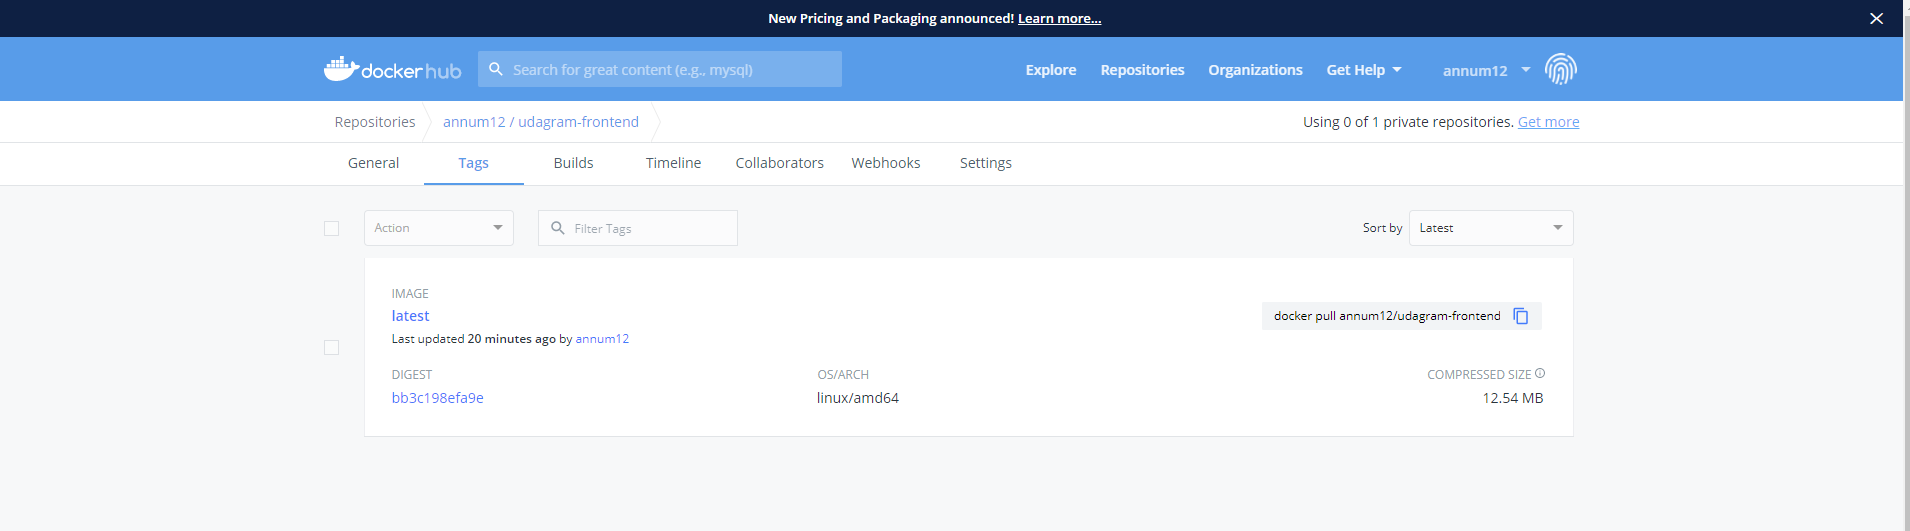 New Pricing and Packaging announced! Learn more...
dockerhub Search for great content (e.g., mysql) Explore Repositories Organizations Get Help annum12
Repositories annum12 / udagram-frontend Using 0 of 1 private repositories. Get more
General Tags Builds Timeline Collaborators Webhooks Settings
Action Filter Tags Sort by Latest
IMAGE
latest docker pull annum12/udagram-frontend
Last updated 20 minutes ago by annum12
DIGEST OS/ARCH COMPRESSED SIZE
bb3c198efa9e linux/amd64 12.54 MB